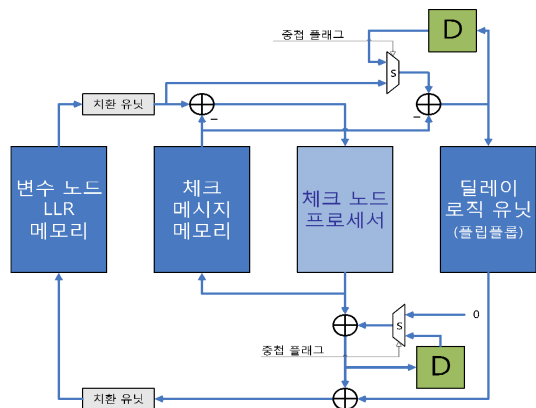 중첩 플래그
D
S
치환 유닛
−
−
변수 노드
LLR
메모리
체크
메시지
메모리
체크 노드
프로세서
딜레이
로직 유닛
(플립플롭)
0
S
중첩 플래그
D
치환 유닛